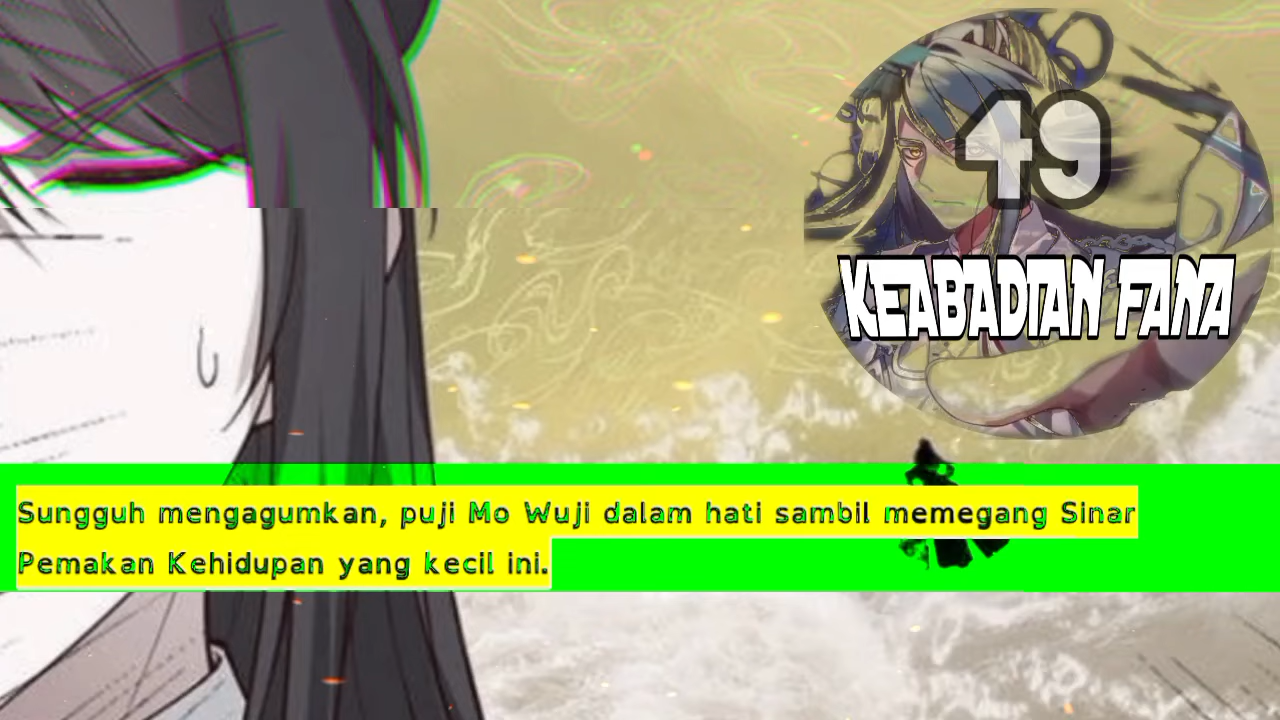 49
KEABADIAN FANA
Sungguh mengagumkan, puji Mo Wuji dalam hati sambil memegang Sinar
Pemakan Kehidupan yang kecil ini.